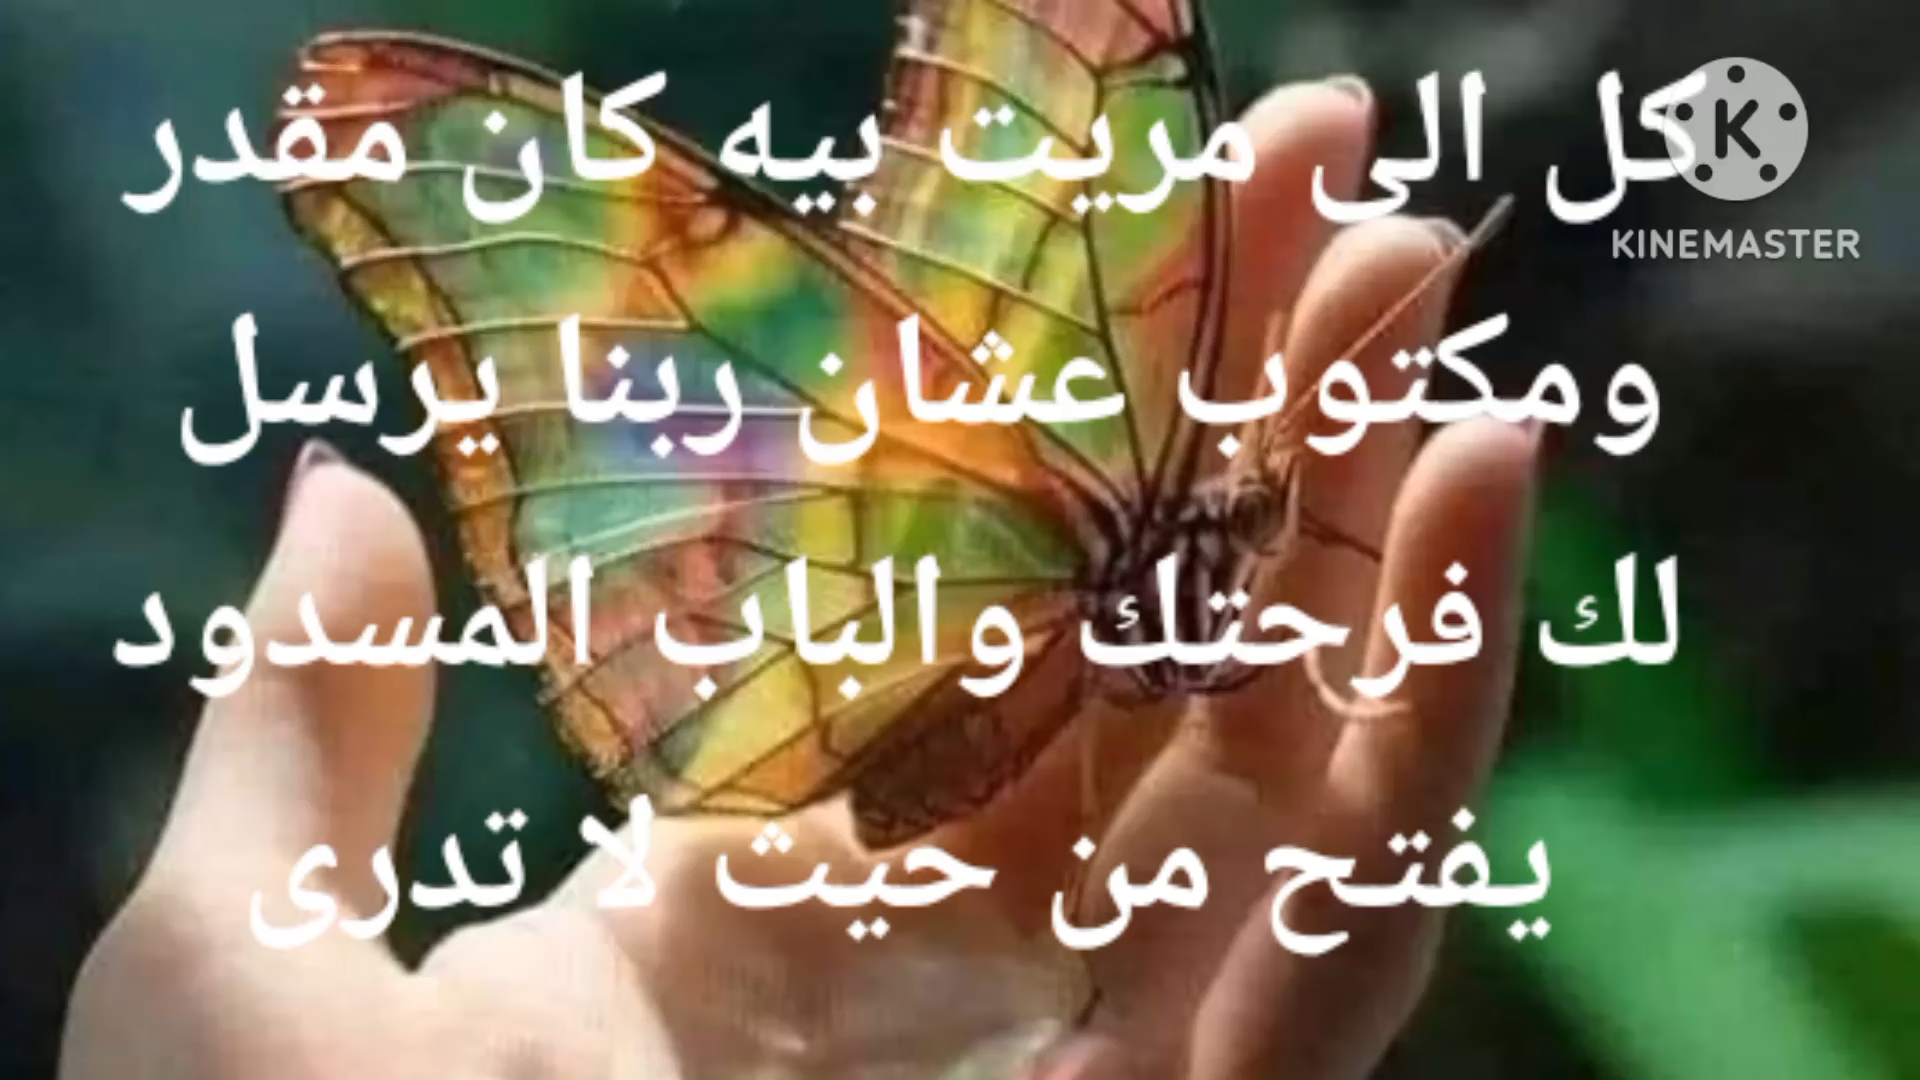 كل الى مريت بيه كان مقدر
ومكتوب عشان ربنا يرسل
لك فرحتك والباب المسدود
يفتح من حيث لا تدرى
K
KINEMASTER